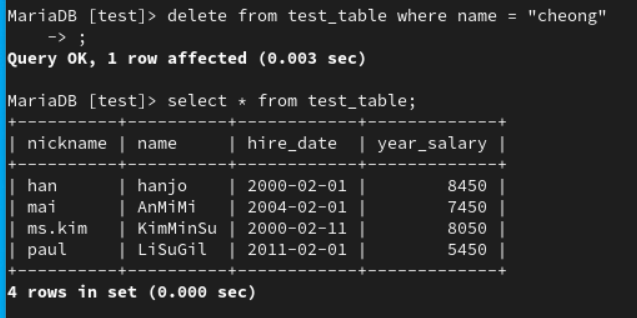 MariaDB [test]> delete from test_table where name = "cheong"
    -> ;
Query OK, 1 row affected (0.003 sec)
MariaDB [test]> select * from test_table;
+----------+----------+------------+-------------+
| nickname | name     | hire_date  | year_salary |
+----------+----------+------------+-------------+
| han      | hanjo    | 2000-02-01 |        8450 |
| mai      | AnMiMi   | 2004-02-01 |        7450 |
| ms.kim   | KimMinSu | 2000-02-11 |        8050 |
| paul     | LiSuGil  | 2011-02-01 |        5450 |
+----------+----------+------------+-------------+
4 rows in set (0.000 sec)